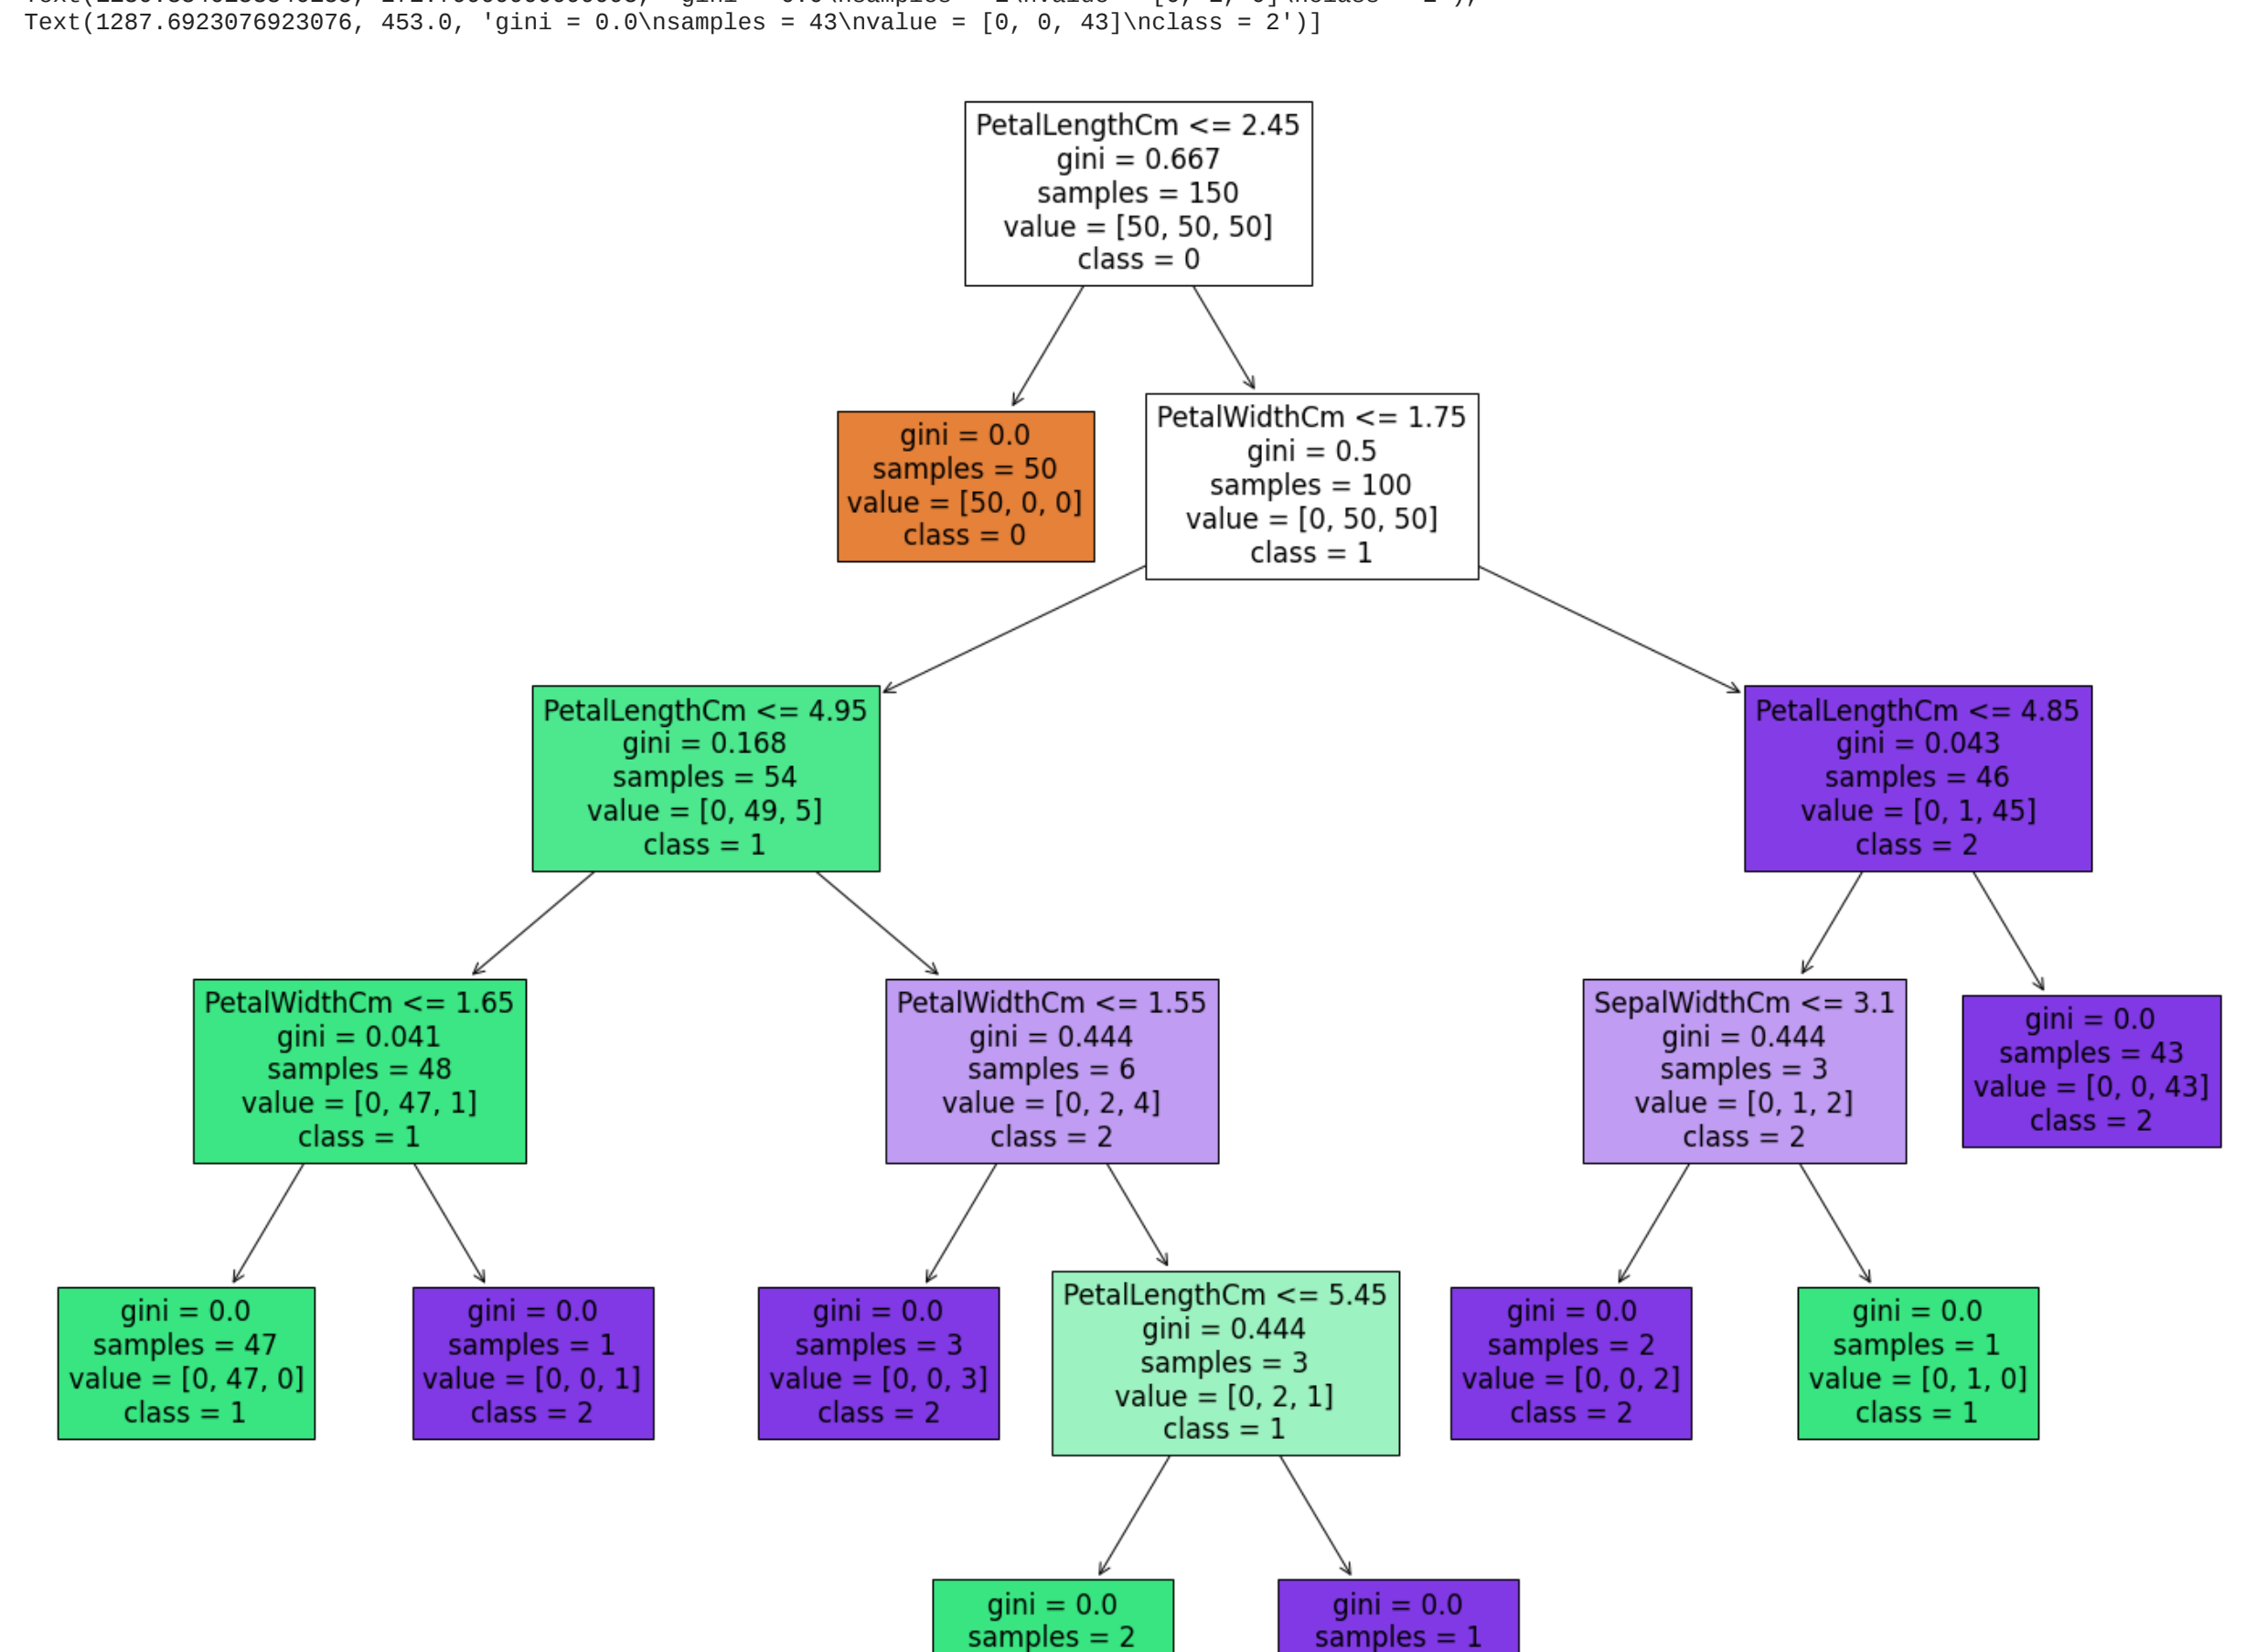 Text(1287.6923076923076, 453.0, 'gini = 0.0\nsamples = 43\nvalue = [0, 0, 43]\nclass = 2')]
PetalLengthCm <= 2.45
gini = 0.667
samples = 150
value = [50, 50, 50]
class = 0
gini = 0.0
samples = 50
value = [50, 0, 0]
class = 0
PetalWidthCm <= 1.75
gini = 0.5
samples = 100
value = [0, 50, 50]
class = 1
PetalLengthCm <= 4.95
gini = 0.168
samples = 54
value = [0, 49, 5]
class = 1
PetalLengthCm <= 4.85
gini = 0.043
samples = 46
value = [0, 1, 45]
class = 2
PetalWidthCm <= 1.65
gini = 0.041
samples = 48
value = [0, 47, 1]
class = 1
PetalWidthCm <= 1.55
gini = 0.444
samples = 6
value = [0, 2, 4]
class = 2
SepalWidthCm <= 3.1
gini = 0.444
samples = 3
value = [0, 1, 2]
class = 2
gini = 0.0
samples = 43
value = [0, 0, 43]
class = 2
gini = 0.0
samples = 47
value = [0, 47, 0]
class = 1
gini = 0.0
samples = 1
value = [0, 0, 1]
class = 2
gini = 0.0
samples = 3
value = [0, 0, 3]
class = 2
PetalLengthCm <= 5.45
gini = 0.444
samples = 3
value = [0, 2, 1]
class = 1
gini = 0.0
samples = 2
value = [0, 0, 2]
class = 2
gini = 0.0
samples = 1
value = [0, 1, 0]
class = 1
gini = 0.0
samples = 2
gini = 0.0
samples = 1